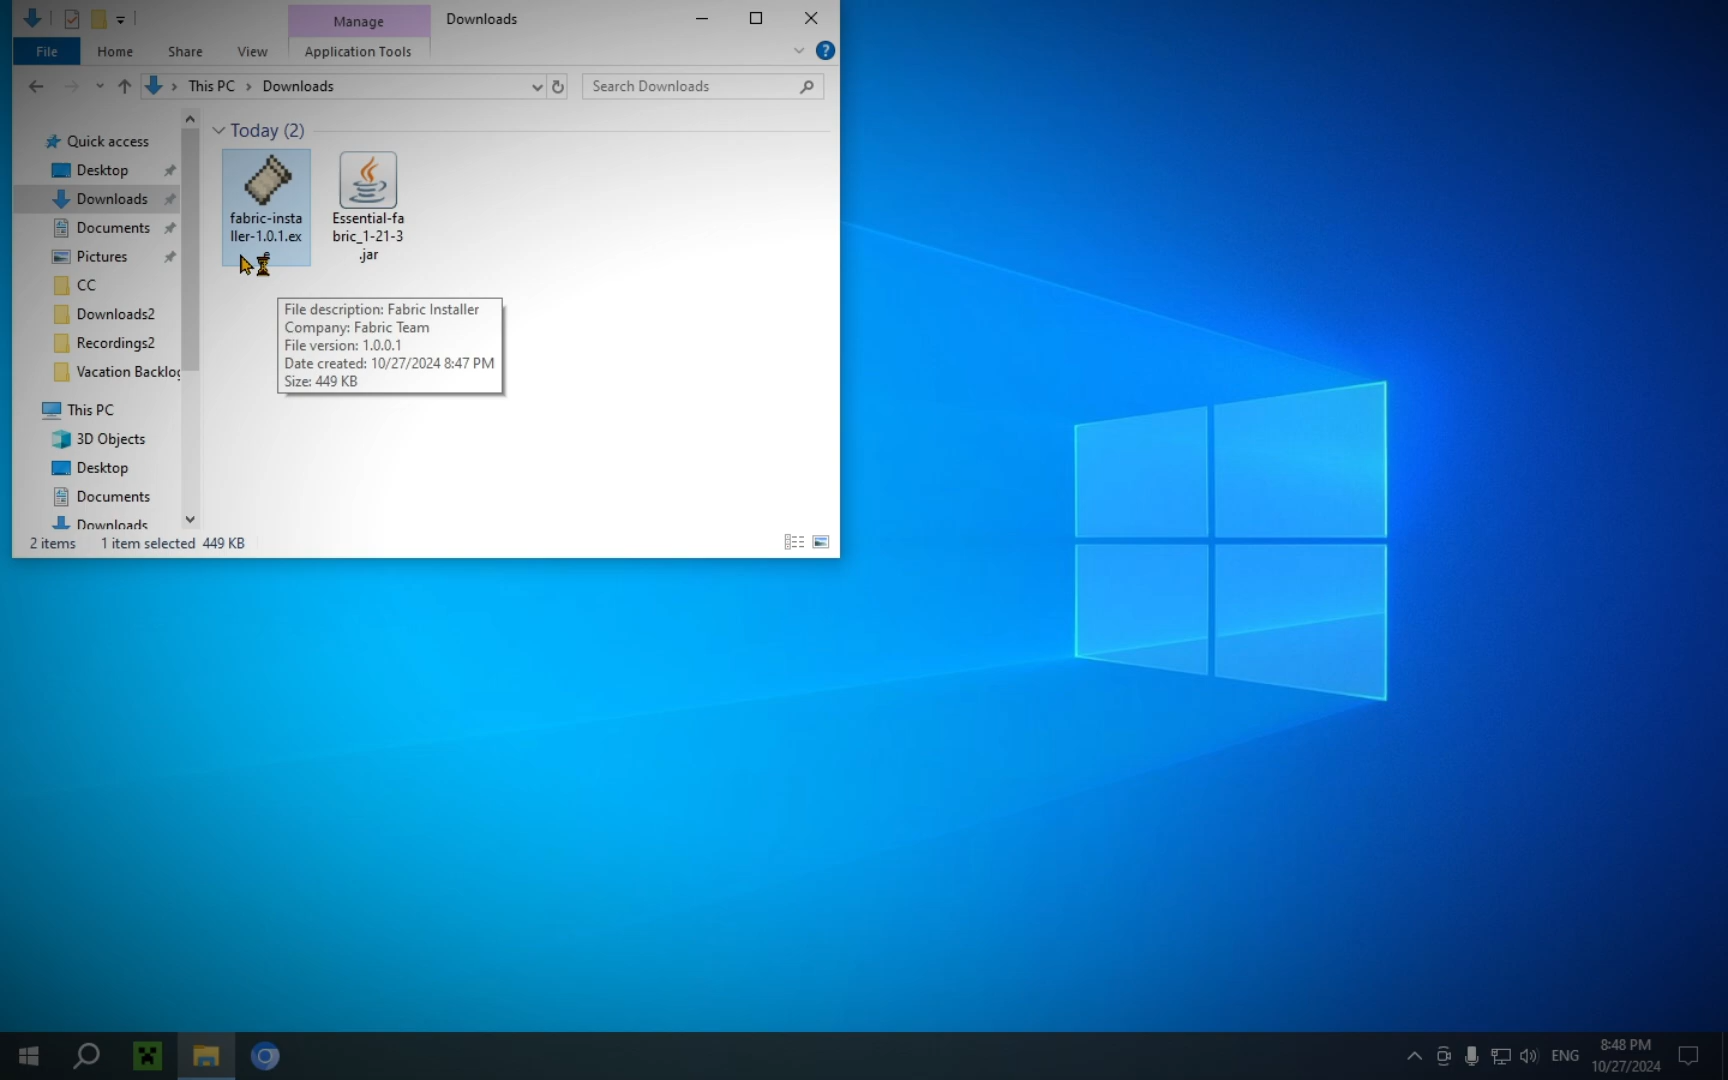 Manage
Downloads
File
Home
Share
View
Application Tools
?
This PC
Downloads
Search Downloads
Quick access
Desktop
Downloads
Documents
Pictures
CC
Downloads2
Recordings2
Vacation Backlog
This PC
3D Objects
Desktop
Documents
Downloads
Today (2)
fabric-insta
ller-1.0.1.ex
Essential-fa
bric_1-21-3
.jar
File description: Fabric Installer
Company: Fabric Team
File version: 1.0.0.1
Date created: 10/27/2024 8:47 PM
Size: 449 KB
2 items
1 item selected 449 KB
ENG
8:48 PM
10/27/2024